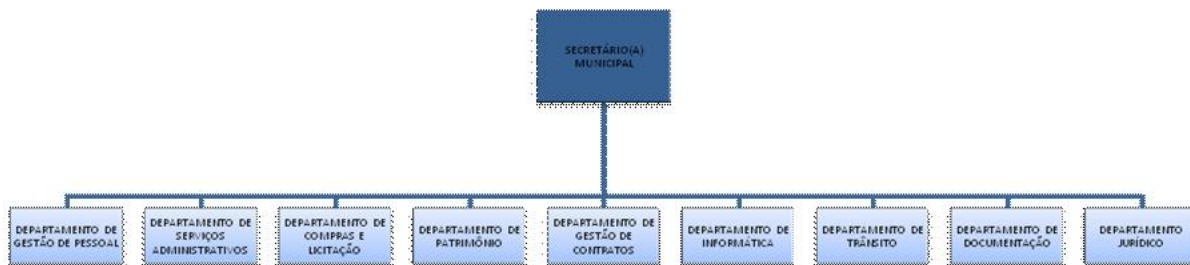 SECRETÁRIO(A)
MUNICIPAL
DEPARTAMENTO DE
GESTÃO DE PESSOAL
DEPARTAMENTO DE
SERVIÇOS
ADMINISTRATIVOS
DEPARTAMENTO DE
COMPRAS E
LICITAÇÃO
DEPARTAMENTO DE
PATRIMÔNIO
DEPARTAMENTO DE
GESTÃO DE
CONTRATOS
DEPARTAMENTO DE
INFORMÁTICA
DEPARTAMENTO DE
TRÂNSITO
DEPARTAMENTO DE
DOCUMENTAÇÃO
DEPARTAMENTO
JURÍDICO